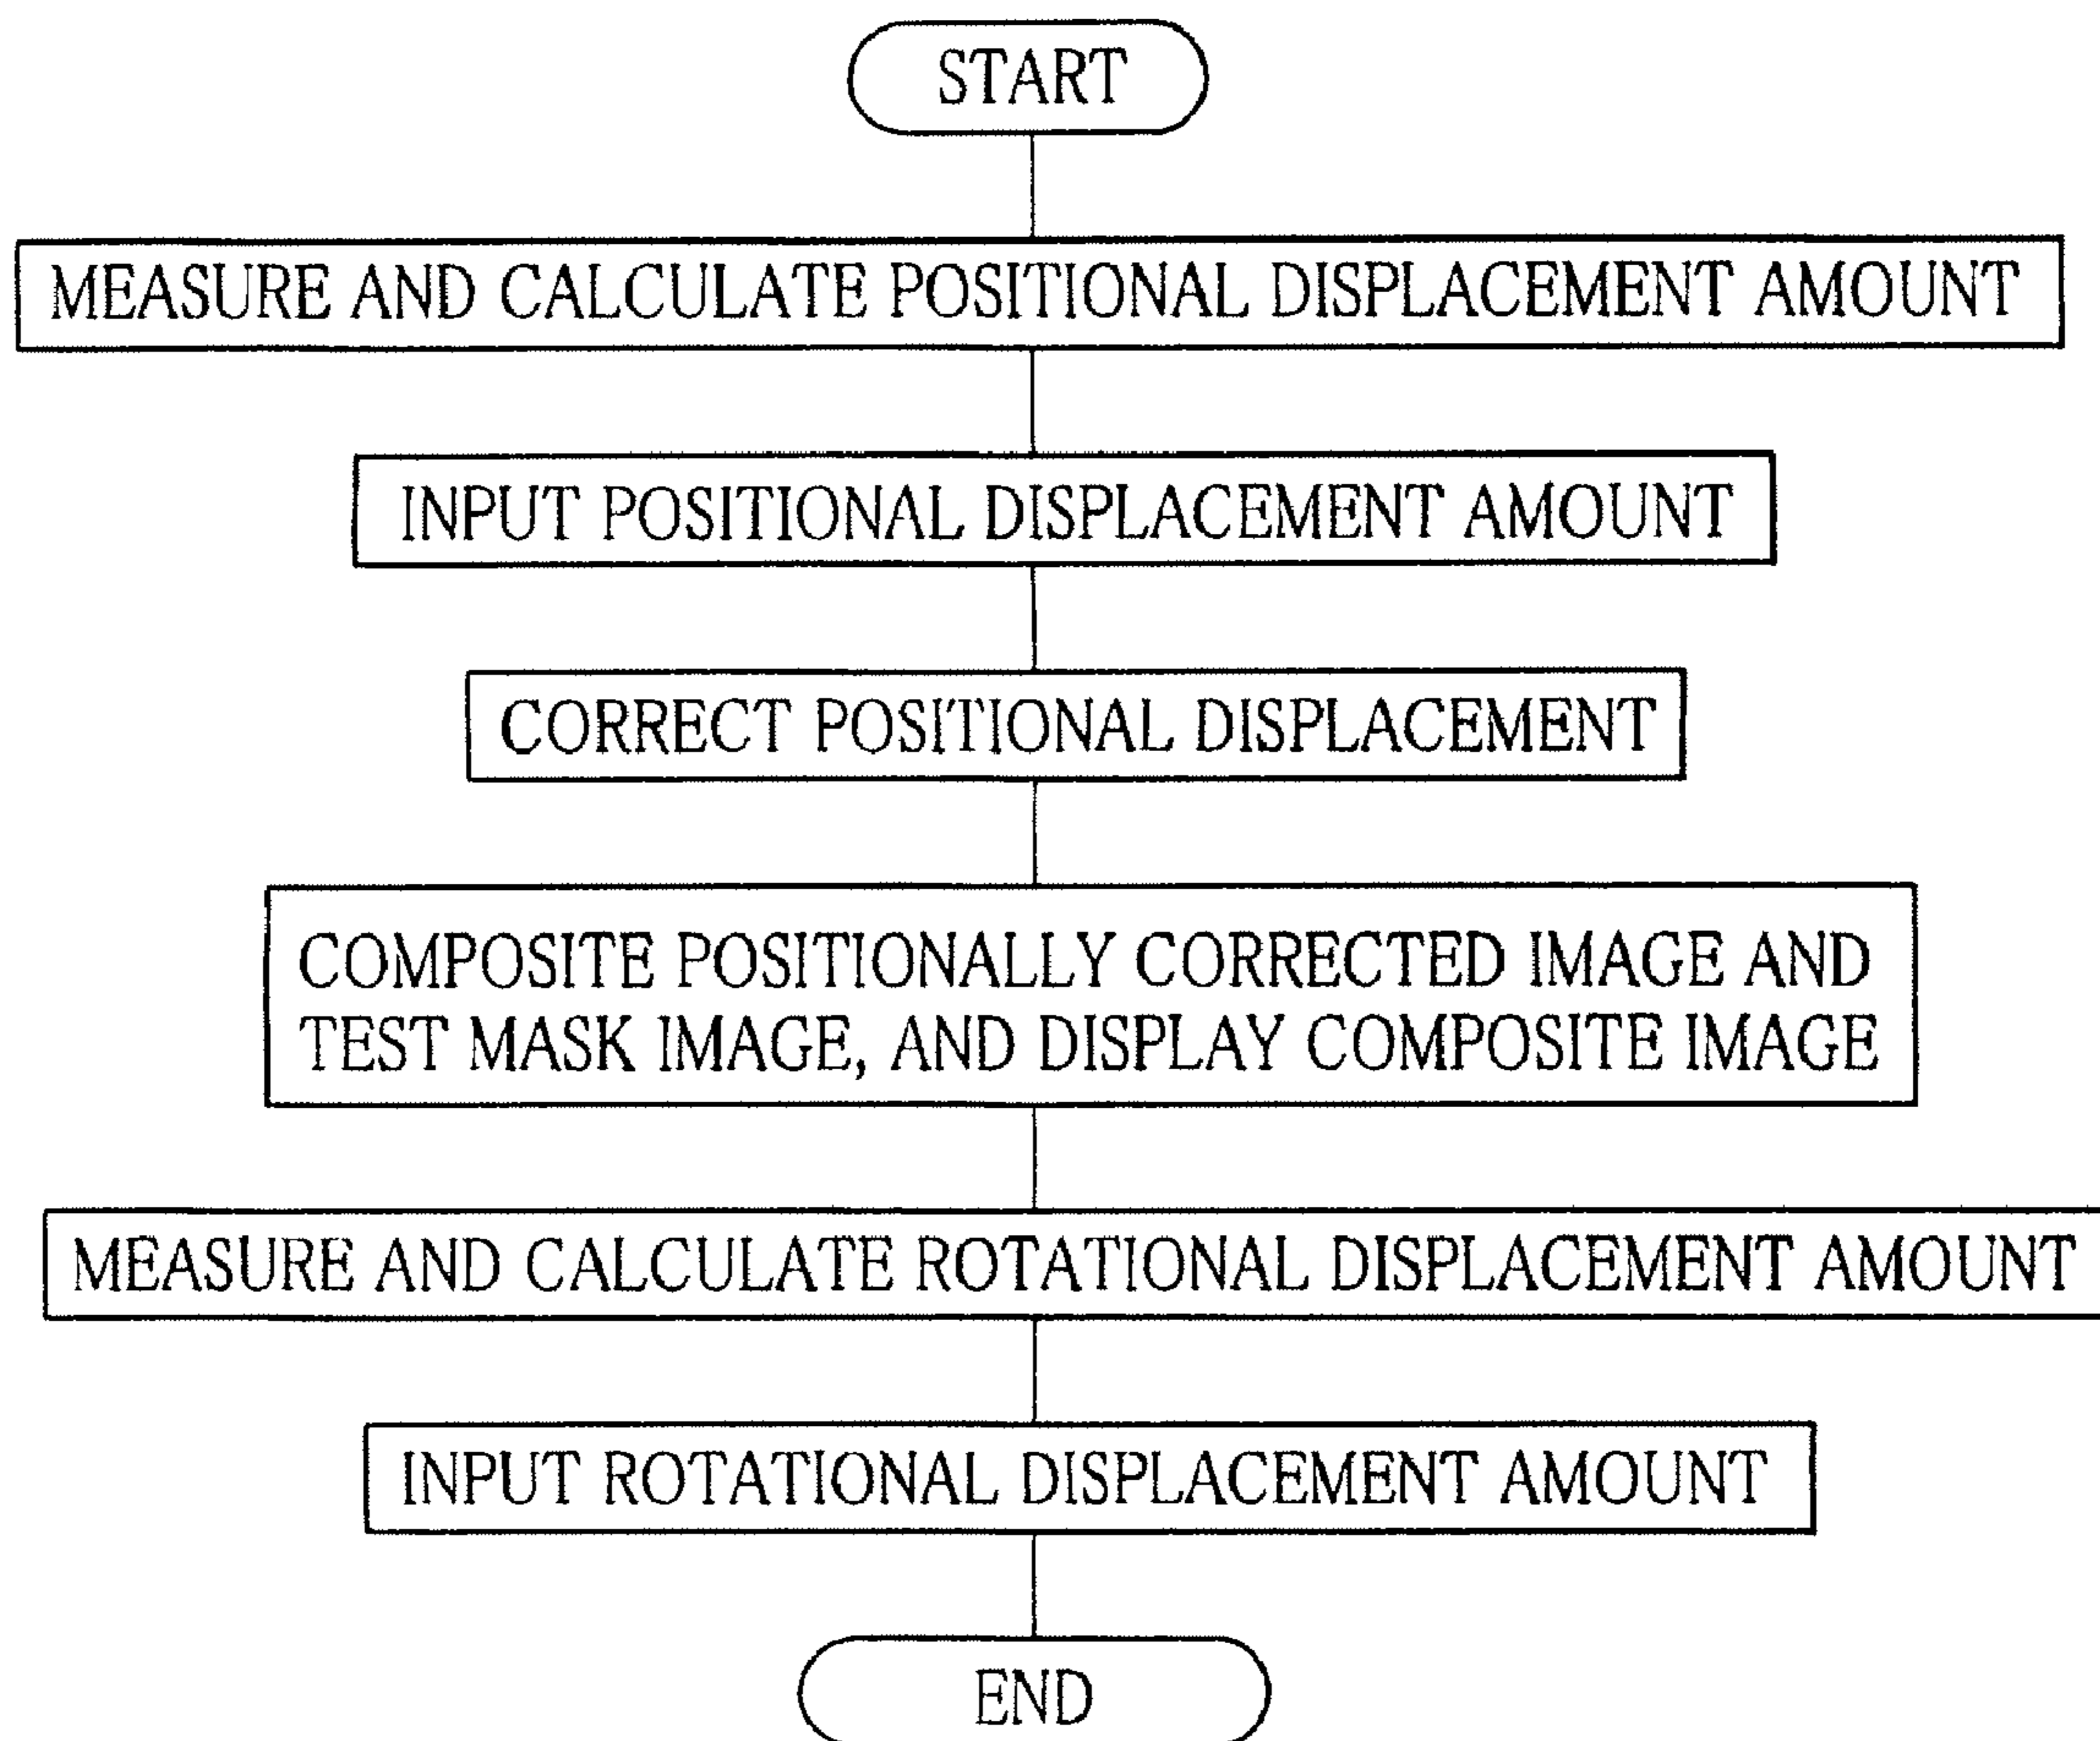 START
MEASURE AND CALCULATE POSITIONAL DISPLACEMENT AMOUNT
INPUT POSITIONAL DISPLACEMENT AMOUNT
CORRECT POSITIONAL DISPLACEMENT
COMPOSITE POSITIONALLY CORRECTED IMAGE AND
TEST MASK IMAGE, AND DISPLAY COMPOSITE IMAGE
MEASURE AND CALCULATE ROTATIONAL DISPLACEMENT AMOUNT
INPUT ROTATIONAL DISPLACEMENT AMOUNT
END